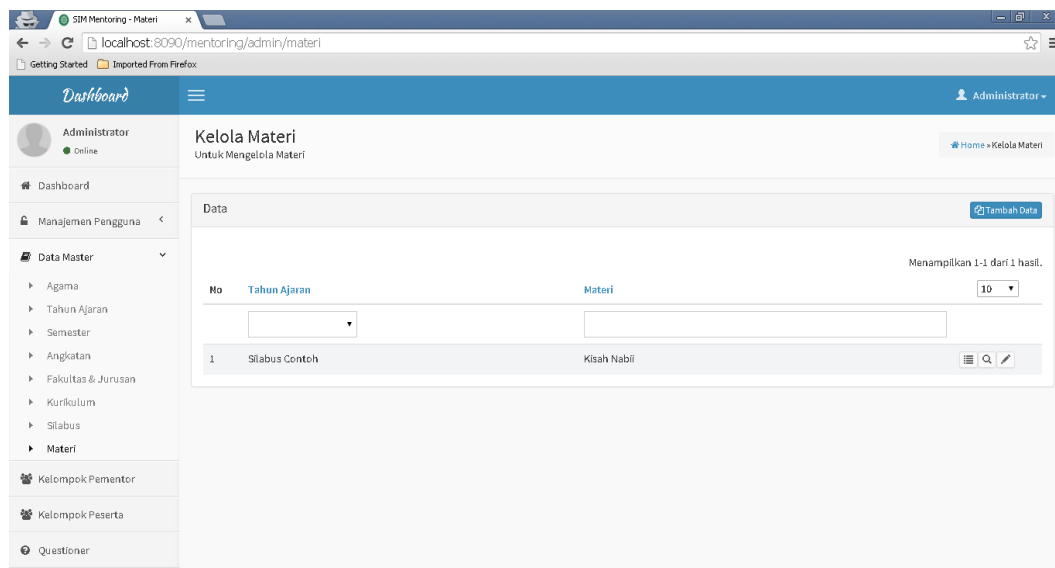 SIM Mentoring - Materi
localhost:8090/mentoring/admin/materi
Getting Started Imported From Firefox
Dashboard
Administrator
Administrator
Online
Dashboard
Manajemen Pengguna
Data Master
Agama
Tahun Ajaran
Semester
Angkatan
Fakultas & Jurusan
Kurikulum
Silabus
Materi
Kelompok Pementor
Kelompok Peserta
Questioner
Kelola Materi
Untuk Mengelola Materi
Home » Kelola Materi
Data
Tambah Data
Menampilkan 1-1 dari 1 hasil.
No Tahun Ajaran Materi 10
1 Silabus Contoh Kisah Nabii